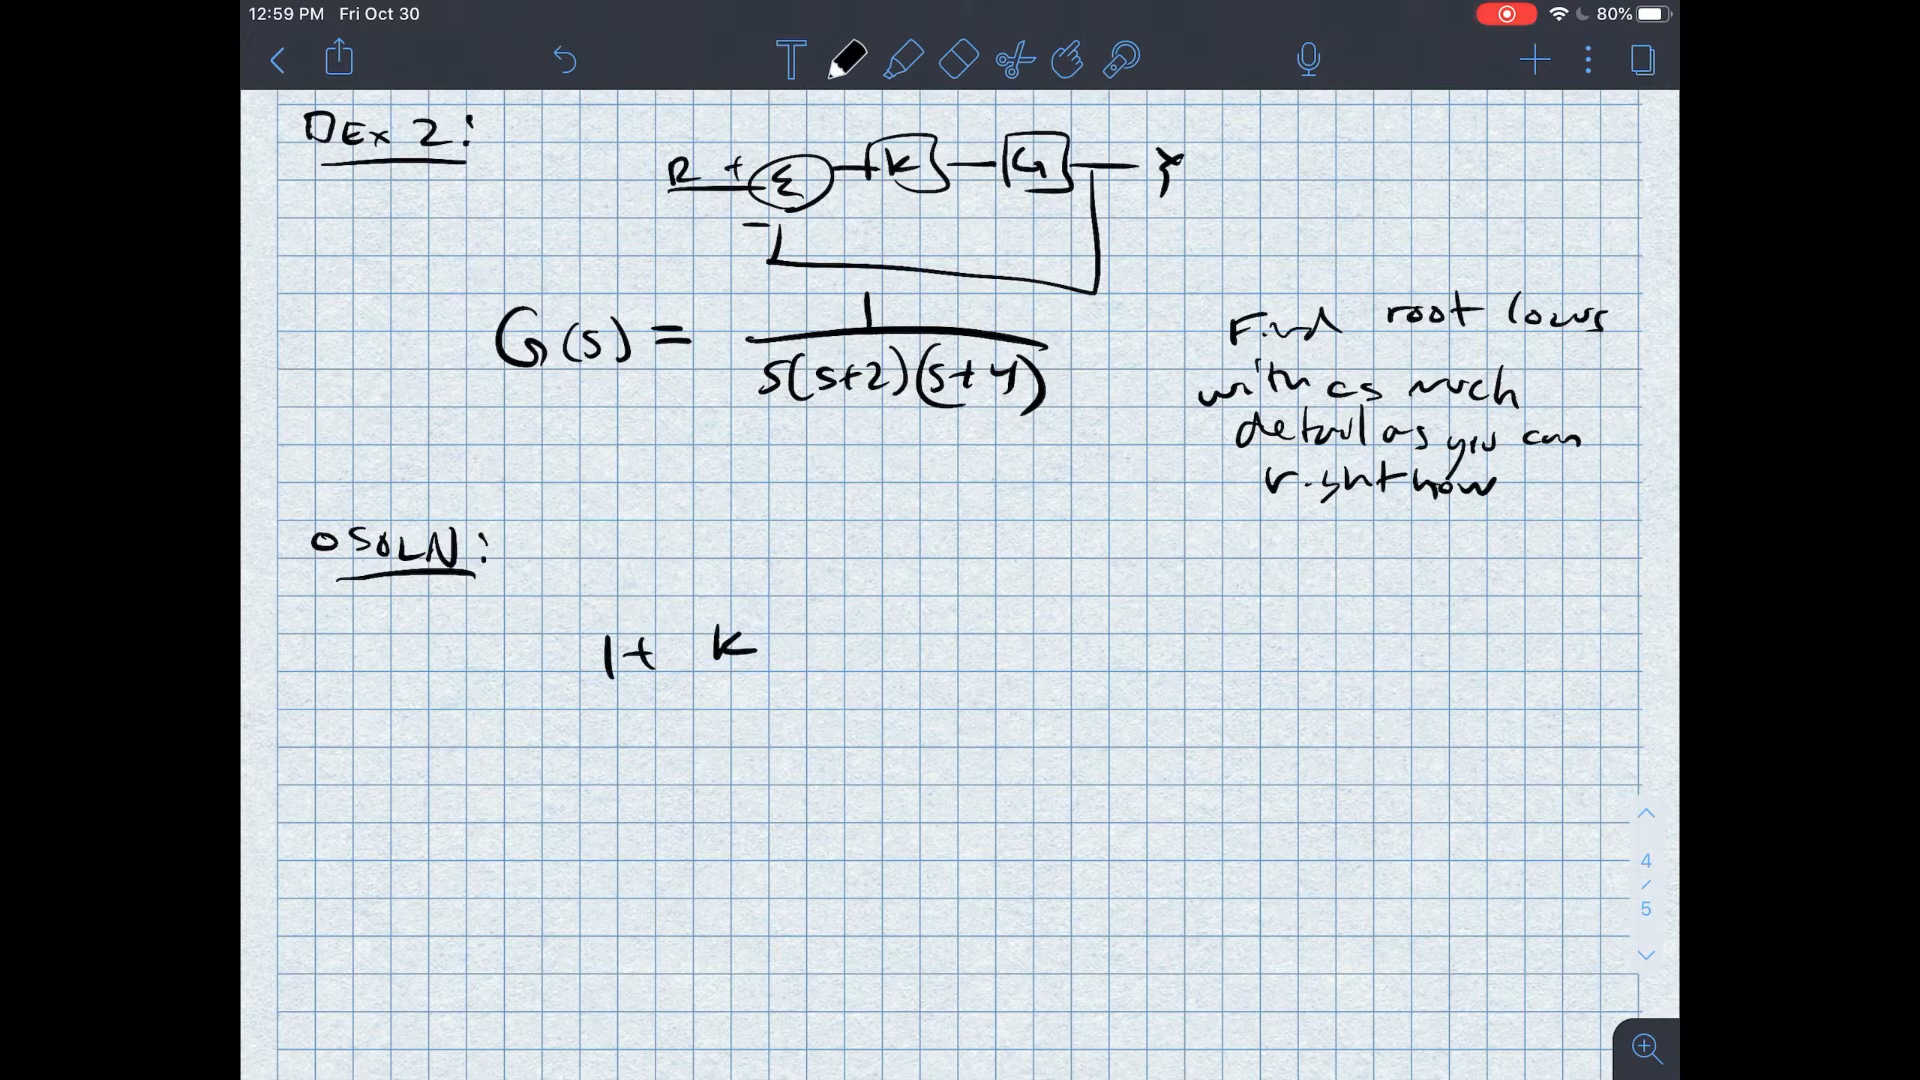 12:59 PM Fri Oct 30
80%
T
Ex 2:
R + Σ K G Y
−
G(s) = 1
s(s+2)(s+4)
Find root locus
with as much
detail as you can
right now
SOLN:
1+ K
4
/
5